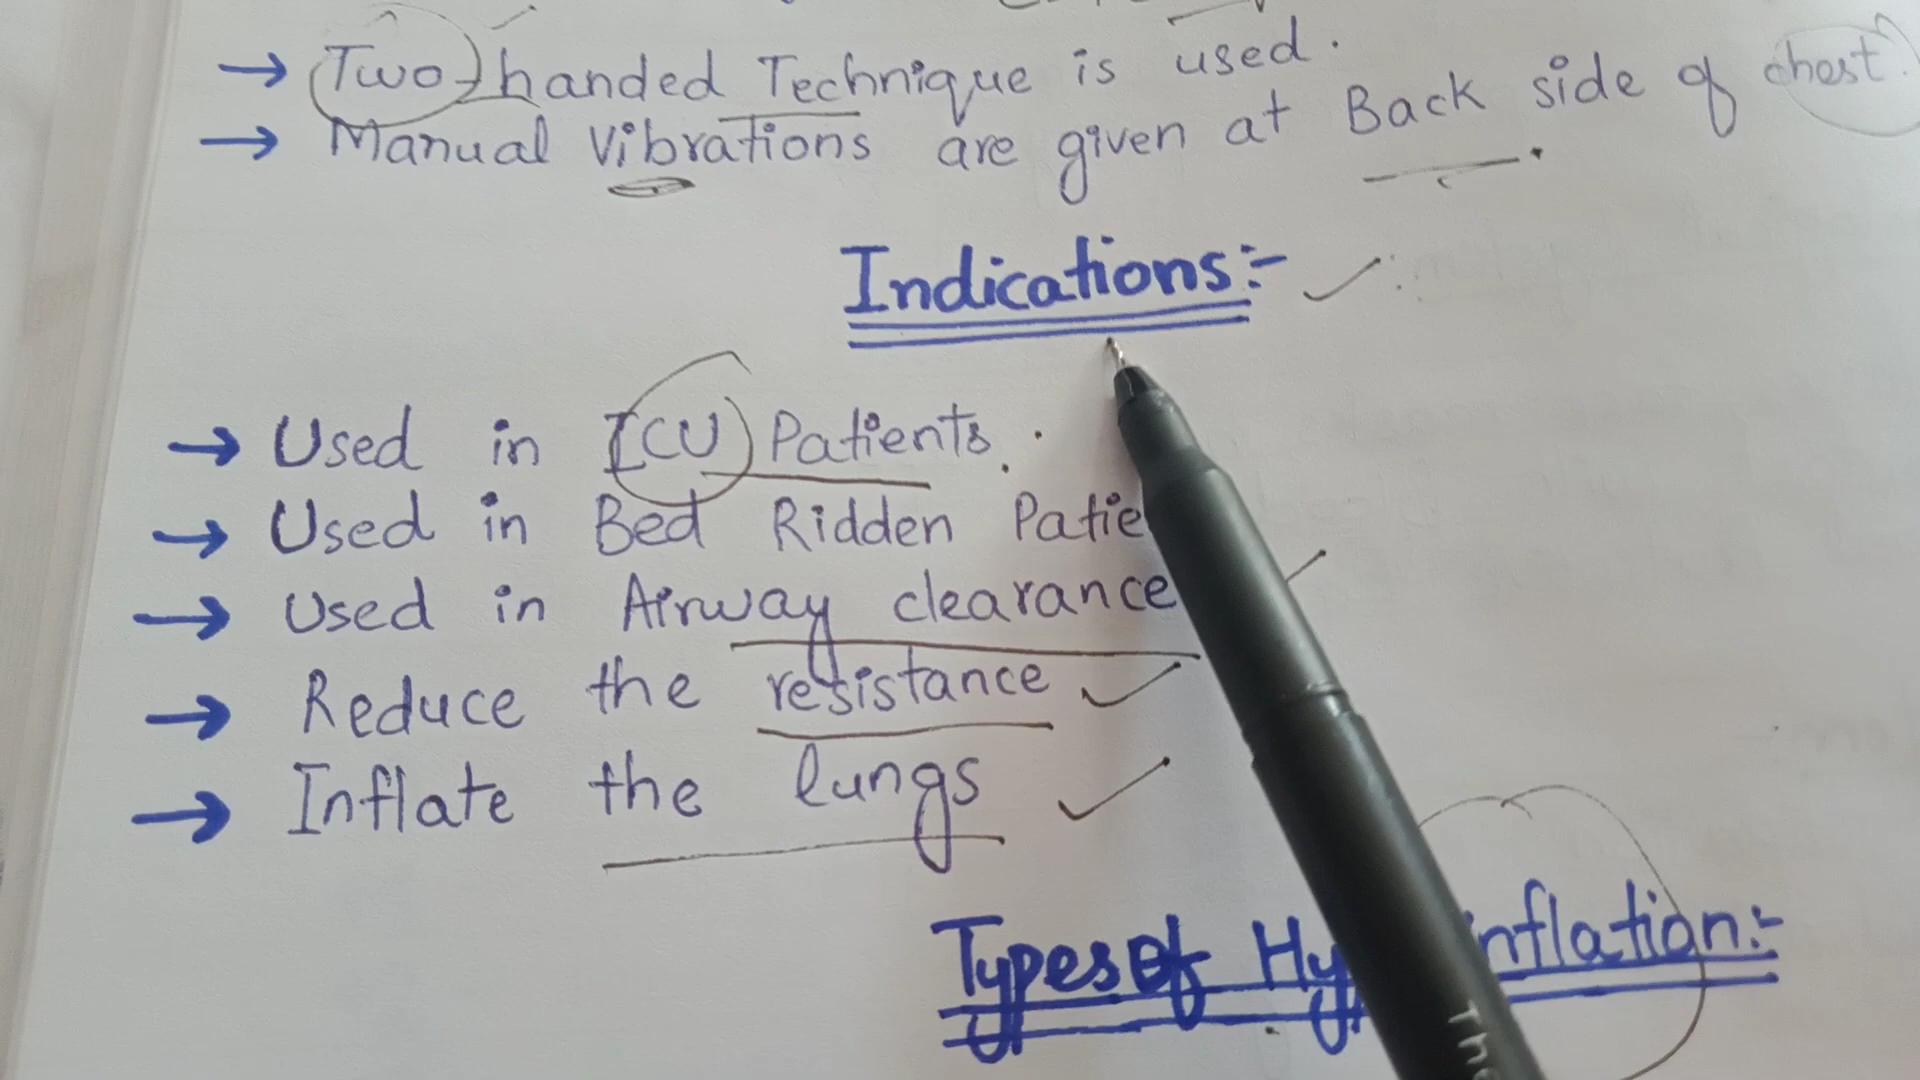 → Two-handed Technique is used.
→ Manual Vibrations are given at Back side of chest.
Indications:-
→ Used in ICU Patients.
→ Used in Bed Ridden
→ Used in Airway clearance
→ Reduce the resistance
→ Inflate the lungs
Types Of